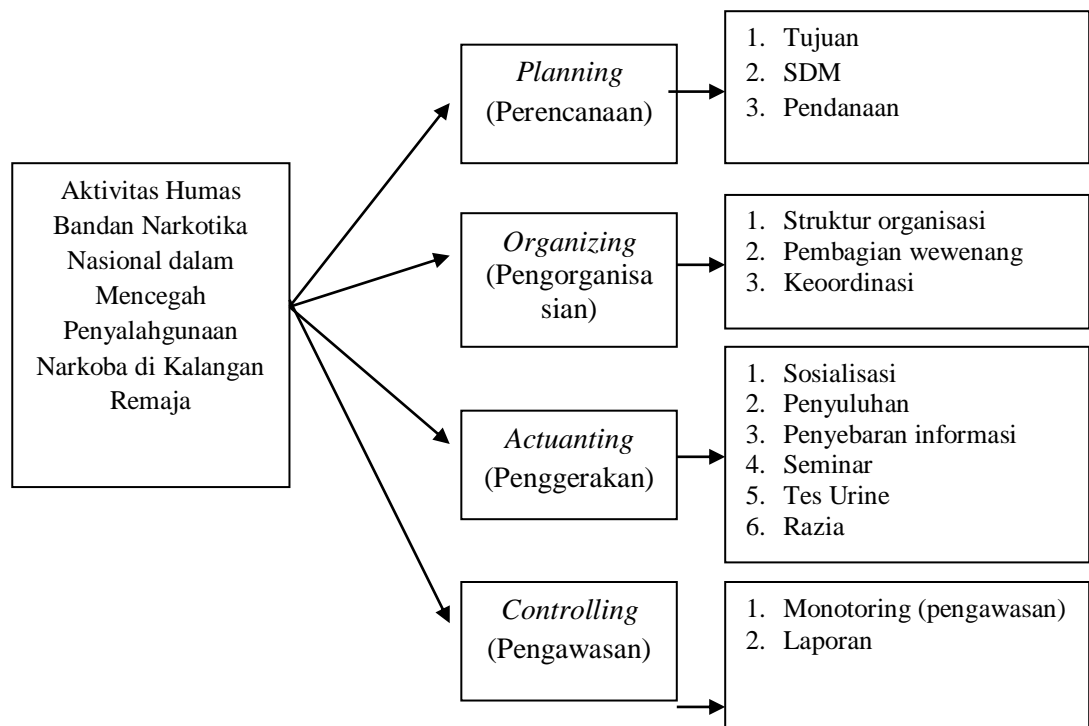 Aktivitas Humas
Bandan Narkotika
Nasional dalam
Mencegah
Penyalahgunaan
Narkoba di Kalangan
Remaja
Planning
(Perencanaan)
1. Tujuan
2. SDM
3. Pendanaan
Organizing
(Pengorganisa
sian)
1. Struktur organisasi
2. Pembagian wewenang
3. Keoordinasi
Actuanting
(Penggerakan)
1. Sosialisasi
2. Penyuluhan
3. Penyebaran informasi
4. Seminar
5. Tes Urine
6. Razia
Controlling
(Pengawasan)
1. Monotoring (pengawasan)
2. Laporan